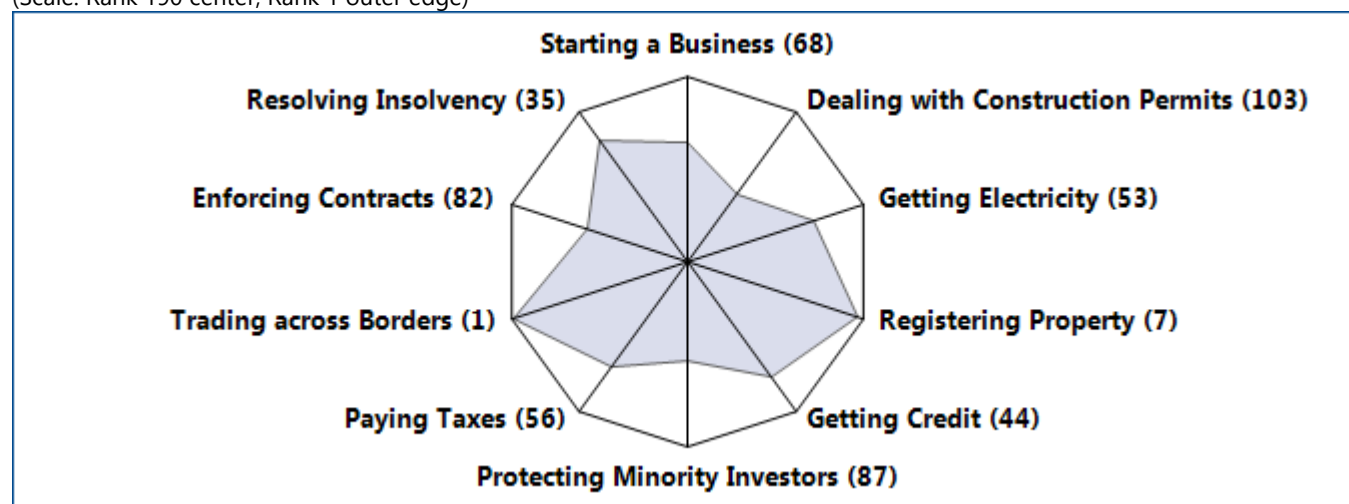 (Scale: Rank 190 center, Rank 1 outer edge)
Starting a Business (68)
Resolving Insolvency (35)
Dealing with Construction Permits (103)
Enforcing Contracts (82)
Getting Electricity (53)
Trading across Borders (1)
Registering Property (7)
Paying Taxes (56)
Getting Credit (44)
Protecting Minority Investors (87)